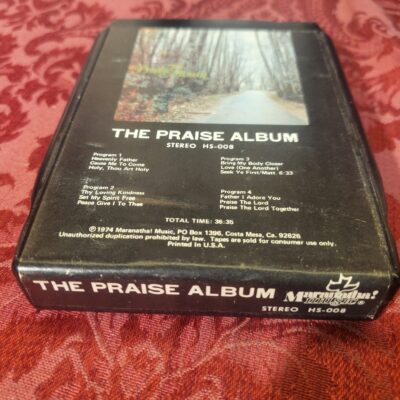 THE PRAISE ALBUM
STEREO HS-008
Program 1
Heavenly Father
Cause Me To Come
Holy, Thou Art Holy
Program 3
Bring My Body Closer
Love (One Another)
Seek Ye First/Matt. 6:33
Program 2
Thy Loving Kindness
Set My Spirit Free
Peace Give I To Thee
Program 4
Father I Adore You
Praise The Lord
Praise The Lord Together
TOTAL TIME: 36:35
℗1974 Maranatha! Music, PO Box 1396, Costa Mesa, Ca. 92626
Unauthorized duplication prohibited by law. Tapes are sold for consumer use only.
Printed In U.S.A.
THE PRAISE ALBUM
Maranatha!
STEREO HS-008